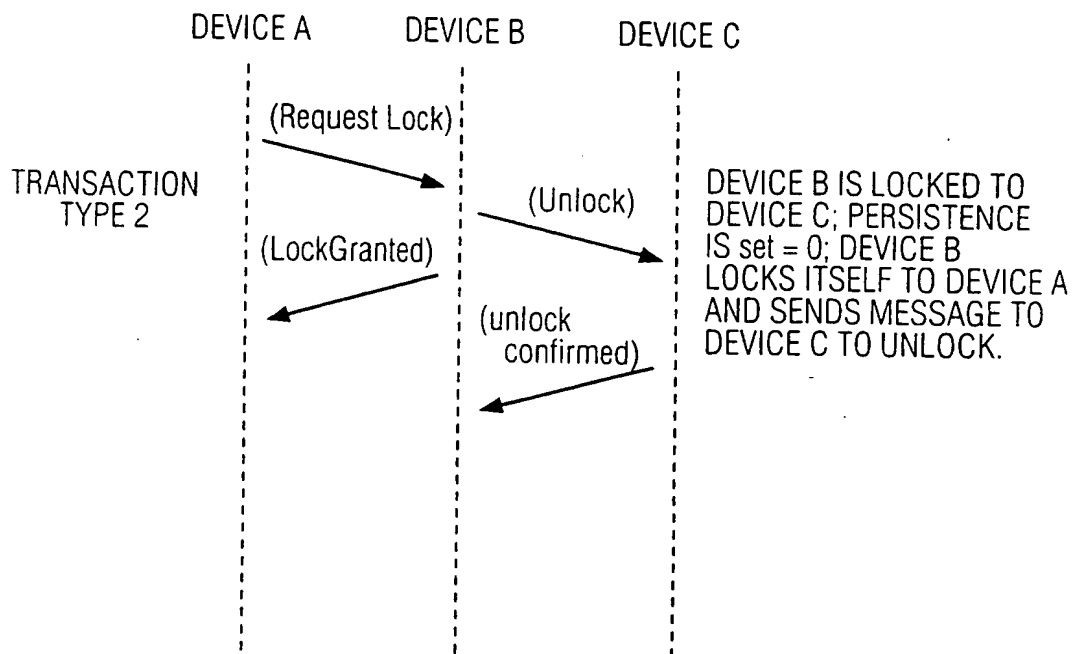 DEVICE A DEVICE B DEVICE C
(Request Lock)
TRANSACTION
TYPE 2
(Unlock)
(LockGranted)
(unlock
confirmed)
DEVICE B IS LOCKED TO
DEVICE C; PERSISTENCE
IS set = 0; DEVICE B
LOCKS ITSELF TO DEVICE A
AND SENDS MESSAGE TO
DEVICE C TO UNLOCK.